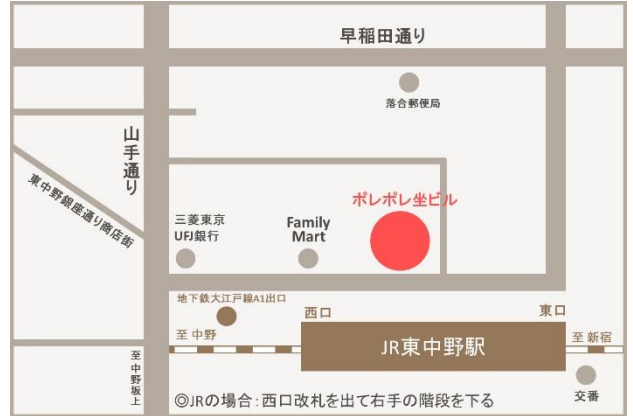 早稲田通り
落合郵便局
山手通り
東中野銀座通り商店街
ポレポレ坐ビル
三菱東京
UFJ銀行
Family
Mart
地下鉄大江戸線A1出口
西口
東口
至 中野
JR東中野駅
至 新宿
至 中野坂上
交番
◎JRの場合：西口改札を出て右手の階段を下る